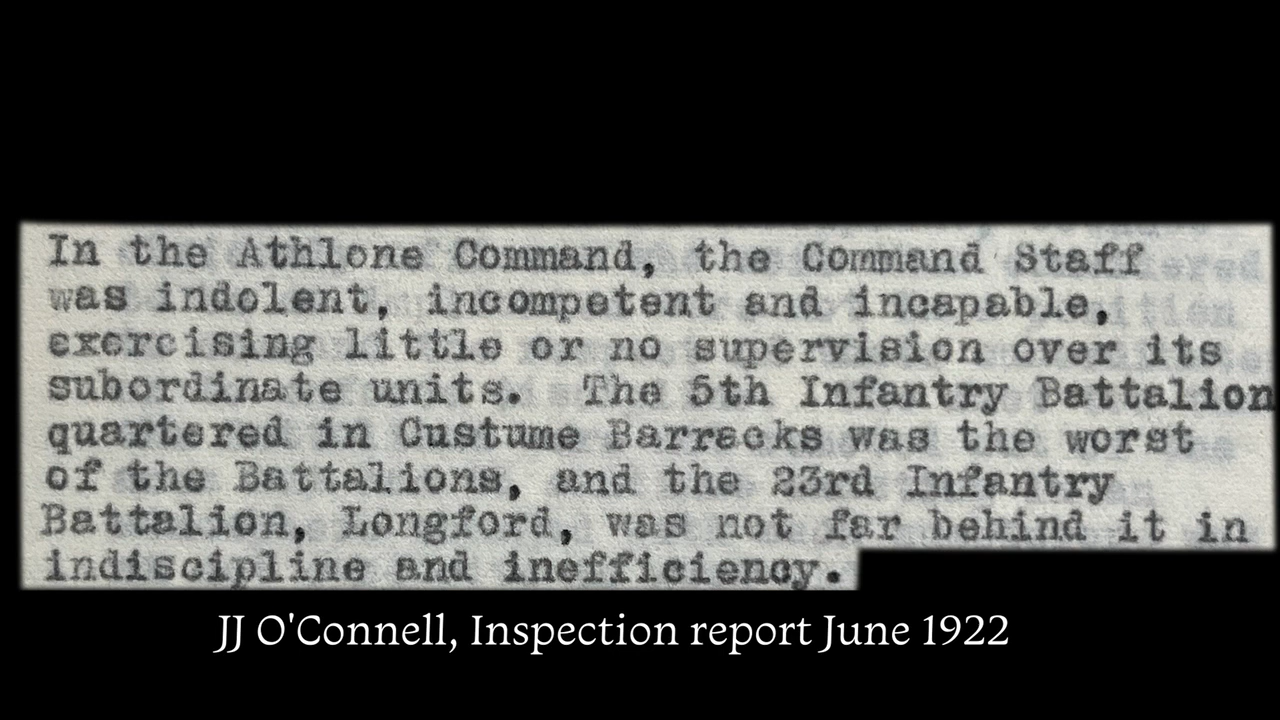 In the Athlone Command, the Command Staff
was indolent, incompetent and incapable,
exercising little or no supervision over its
subordinate units. The 5th Infantry Battalion
quartered in Custume Barracks was the worst
of the Battalions, and the 23rd Infantry
Battalion, Longford, was not far behind it in
indiscipline and inefficiency.
JJ O'Connell, Inspection report June 1922